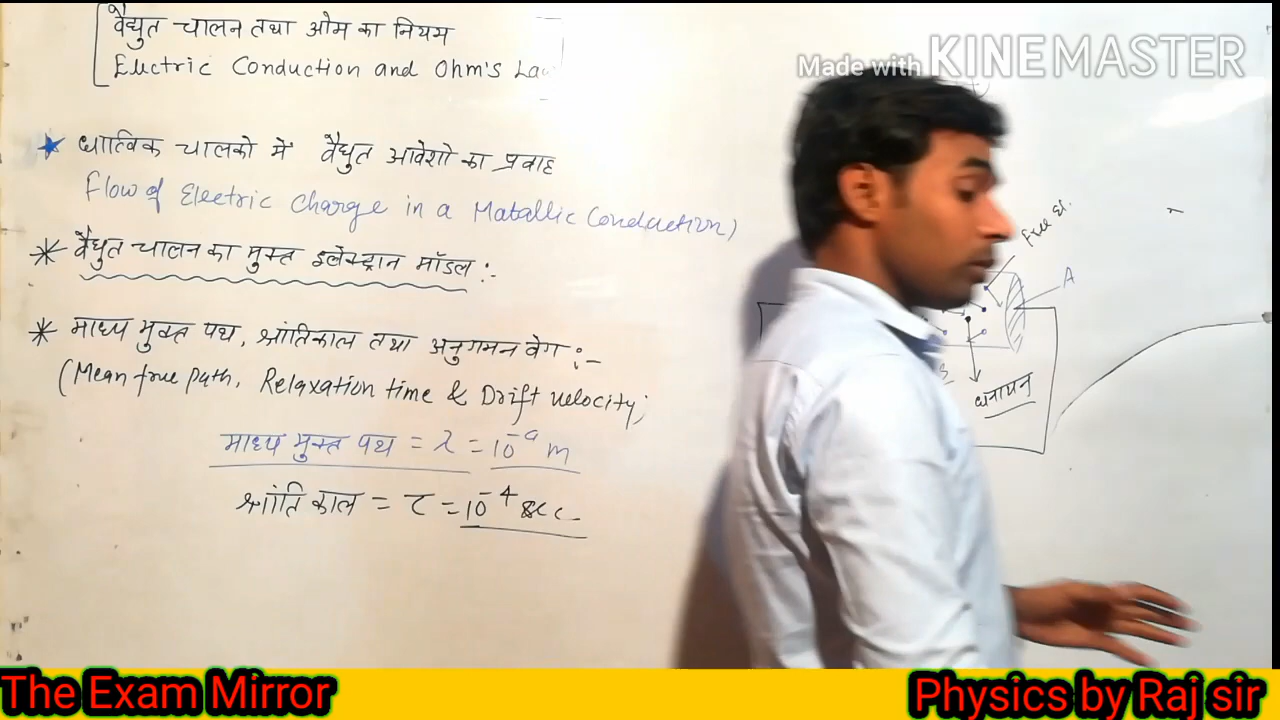 वैद्युत चालन तथा ओम का नियम
Electric Conduction and Ohm's La
Made with KINEMASTER
धात्विक चालको में वैद्युत आवेशो का प्रवाह
Flow of Electric Charge in a Matallic Conduction)
वैद्युत चालन का मुक्त इलेक्ट्रान मॉडल :-
Free El.
A
माध्य मुक्त पथ, श्रांतिकाल तथा अनुगमन वेग :-
(Mean free path, Relaxation time & Drift velocity;
धनायन
माध्य मुक्त पथ = λ = 10⁻⁹ m
श्रांति काल = τ = 10⁻⁴ sec
The Exam Mirror
Physics by Raj sir